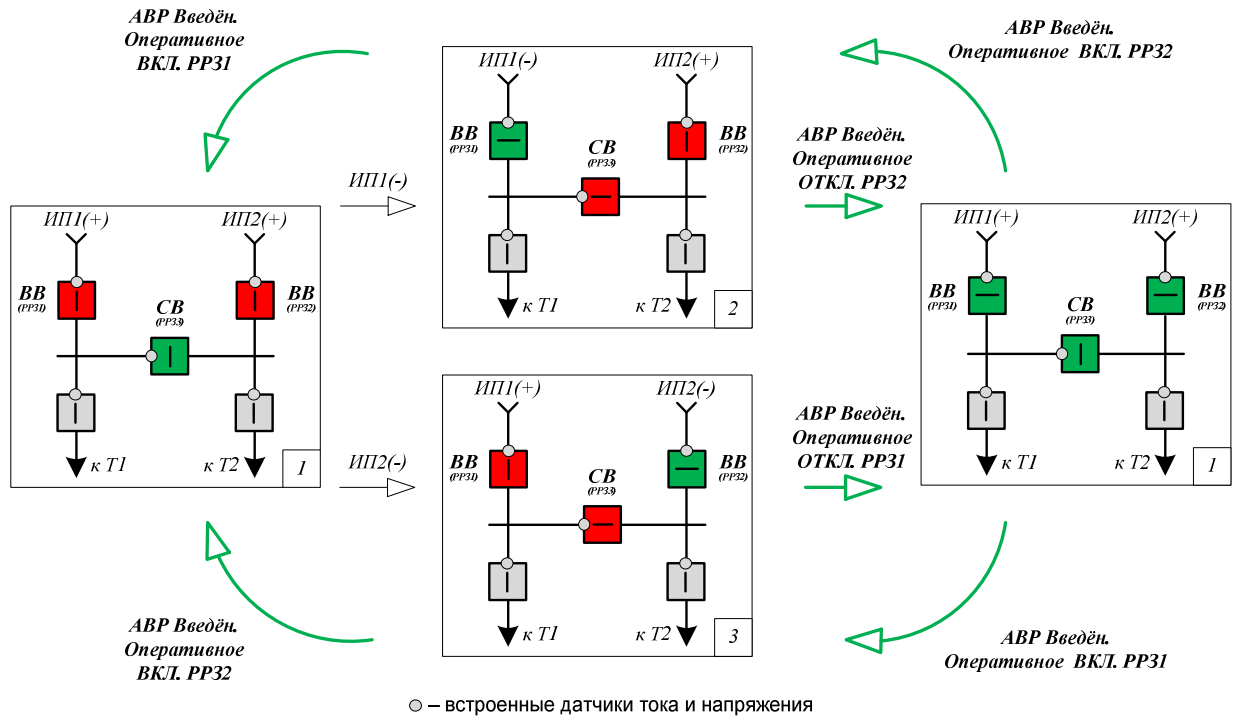 АВР Введён.
Оперативное
ВКЛ. РРЗ1
АВР Введён.
Оперативное ВКЛ. РРЗ2
ИП1(-)
ИП2(+)
ВВ
(РРЗ1)
СВ
(РРЗ3)
ВВ
(РРЗ2)
к Т1
к Т2
2
ИП1(-)
АВР Введён.
Оперативное
ОТКЛ. РРЗ2
ИП1(+)
ИП2(+)
ВВ
(РРЗ1)
СВ
(РРЗ3)
ВВ
(РРЗ2)
к Т1
к Т2
1
ИП1(+)
ИП2(+)
ВВ
(РРЗ1)
СВ
(РРЗ3)
ВВ
(РРЗ2)
к Т1
к Т2
1
ИП2(-)
ИП1(+)
ИП2(-)
ВВ
(РРЗ1)
СВ
(РРЗ3)
ВВ
(РРЗ2)
к Т1
к Т2
3
АВР Введён.
Оперативное
ОТКЛ. РРЗ1
АВР Введён.
Оперативное
ВКЛ. РРЗ2
АВР Введён.
Оперативное ВКЛ. РРЗ1
– встроенные датчики тока и напряжения